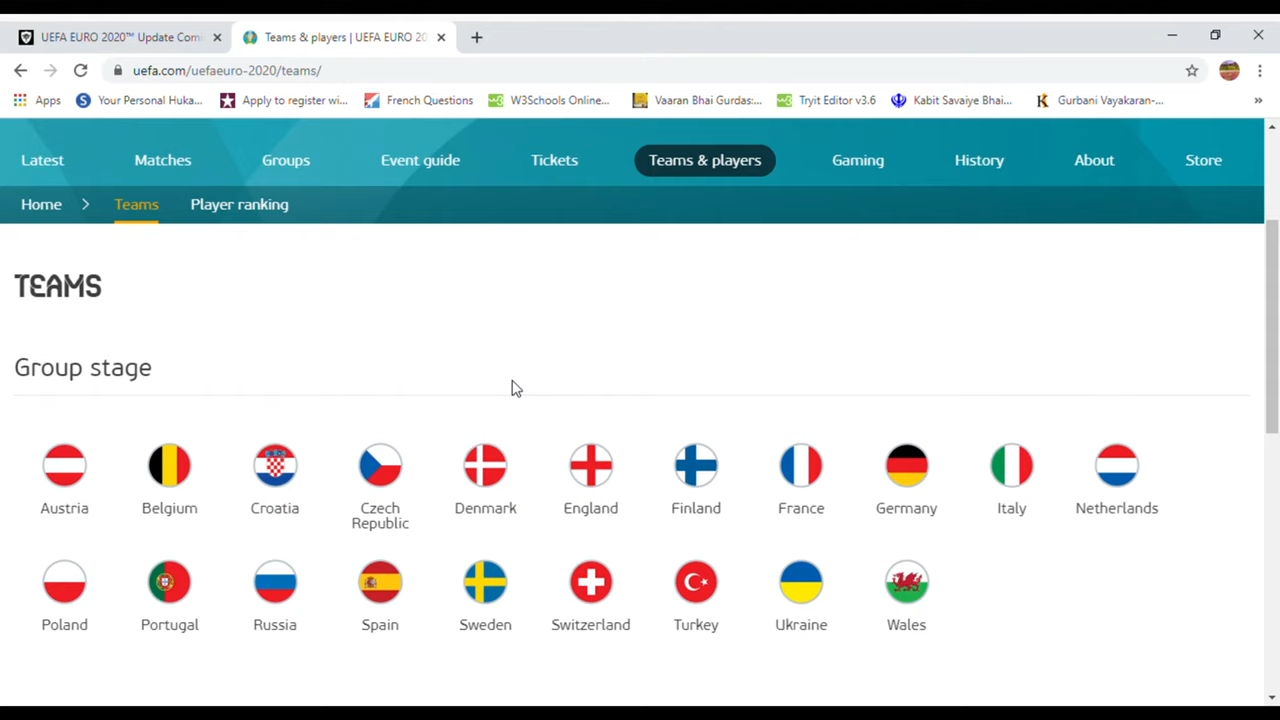 UEFA EURO 2020™ Update Com
Teams & players | UEFA EURO 20
uefa.com/uefaeuro-2020/teams/
Apps Your Personal Huka... Apply to register wi... French Questions W3Schools Online... Vaaran Bhai Gurdas:... Tryit Editor v3.6 Kabit Savaiye Bhai... Gurbani Vayakaran-... »
Latest Matches Groups Event guide Tickets Teams & players Gaming History About Store
Home Teams Player ranking
TEAMS
Group stage
Austria Belgium Croatia Czech Republic Denmark England Finland France Germany Italy Netherlands
Poland Portugal Russia Spain Sweden Switzerland Turkey Ukraine Wales